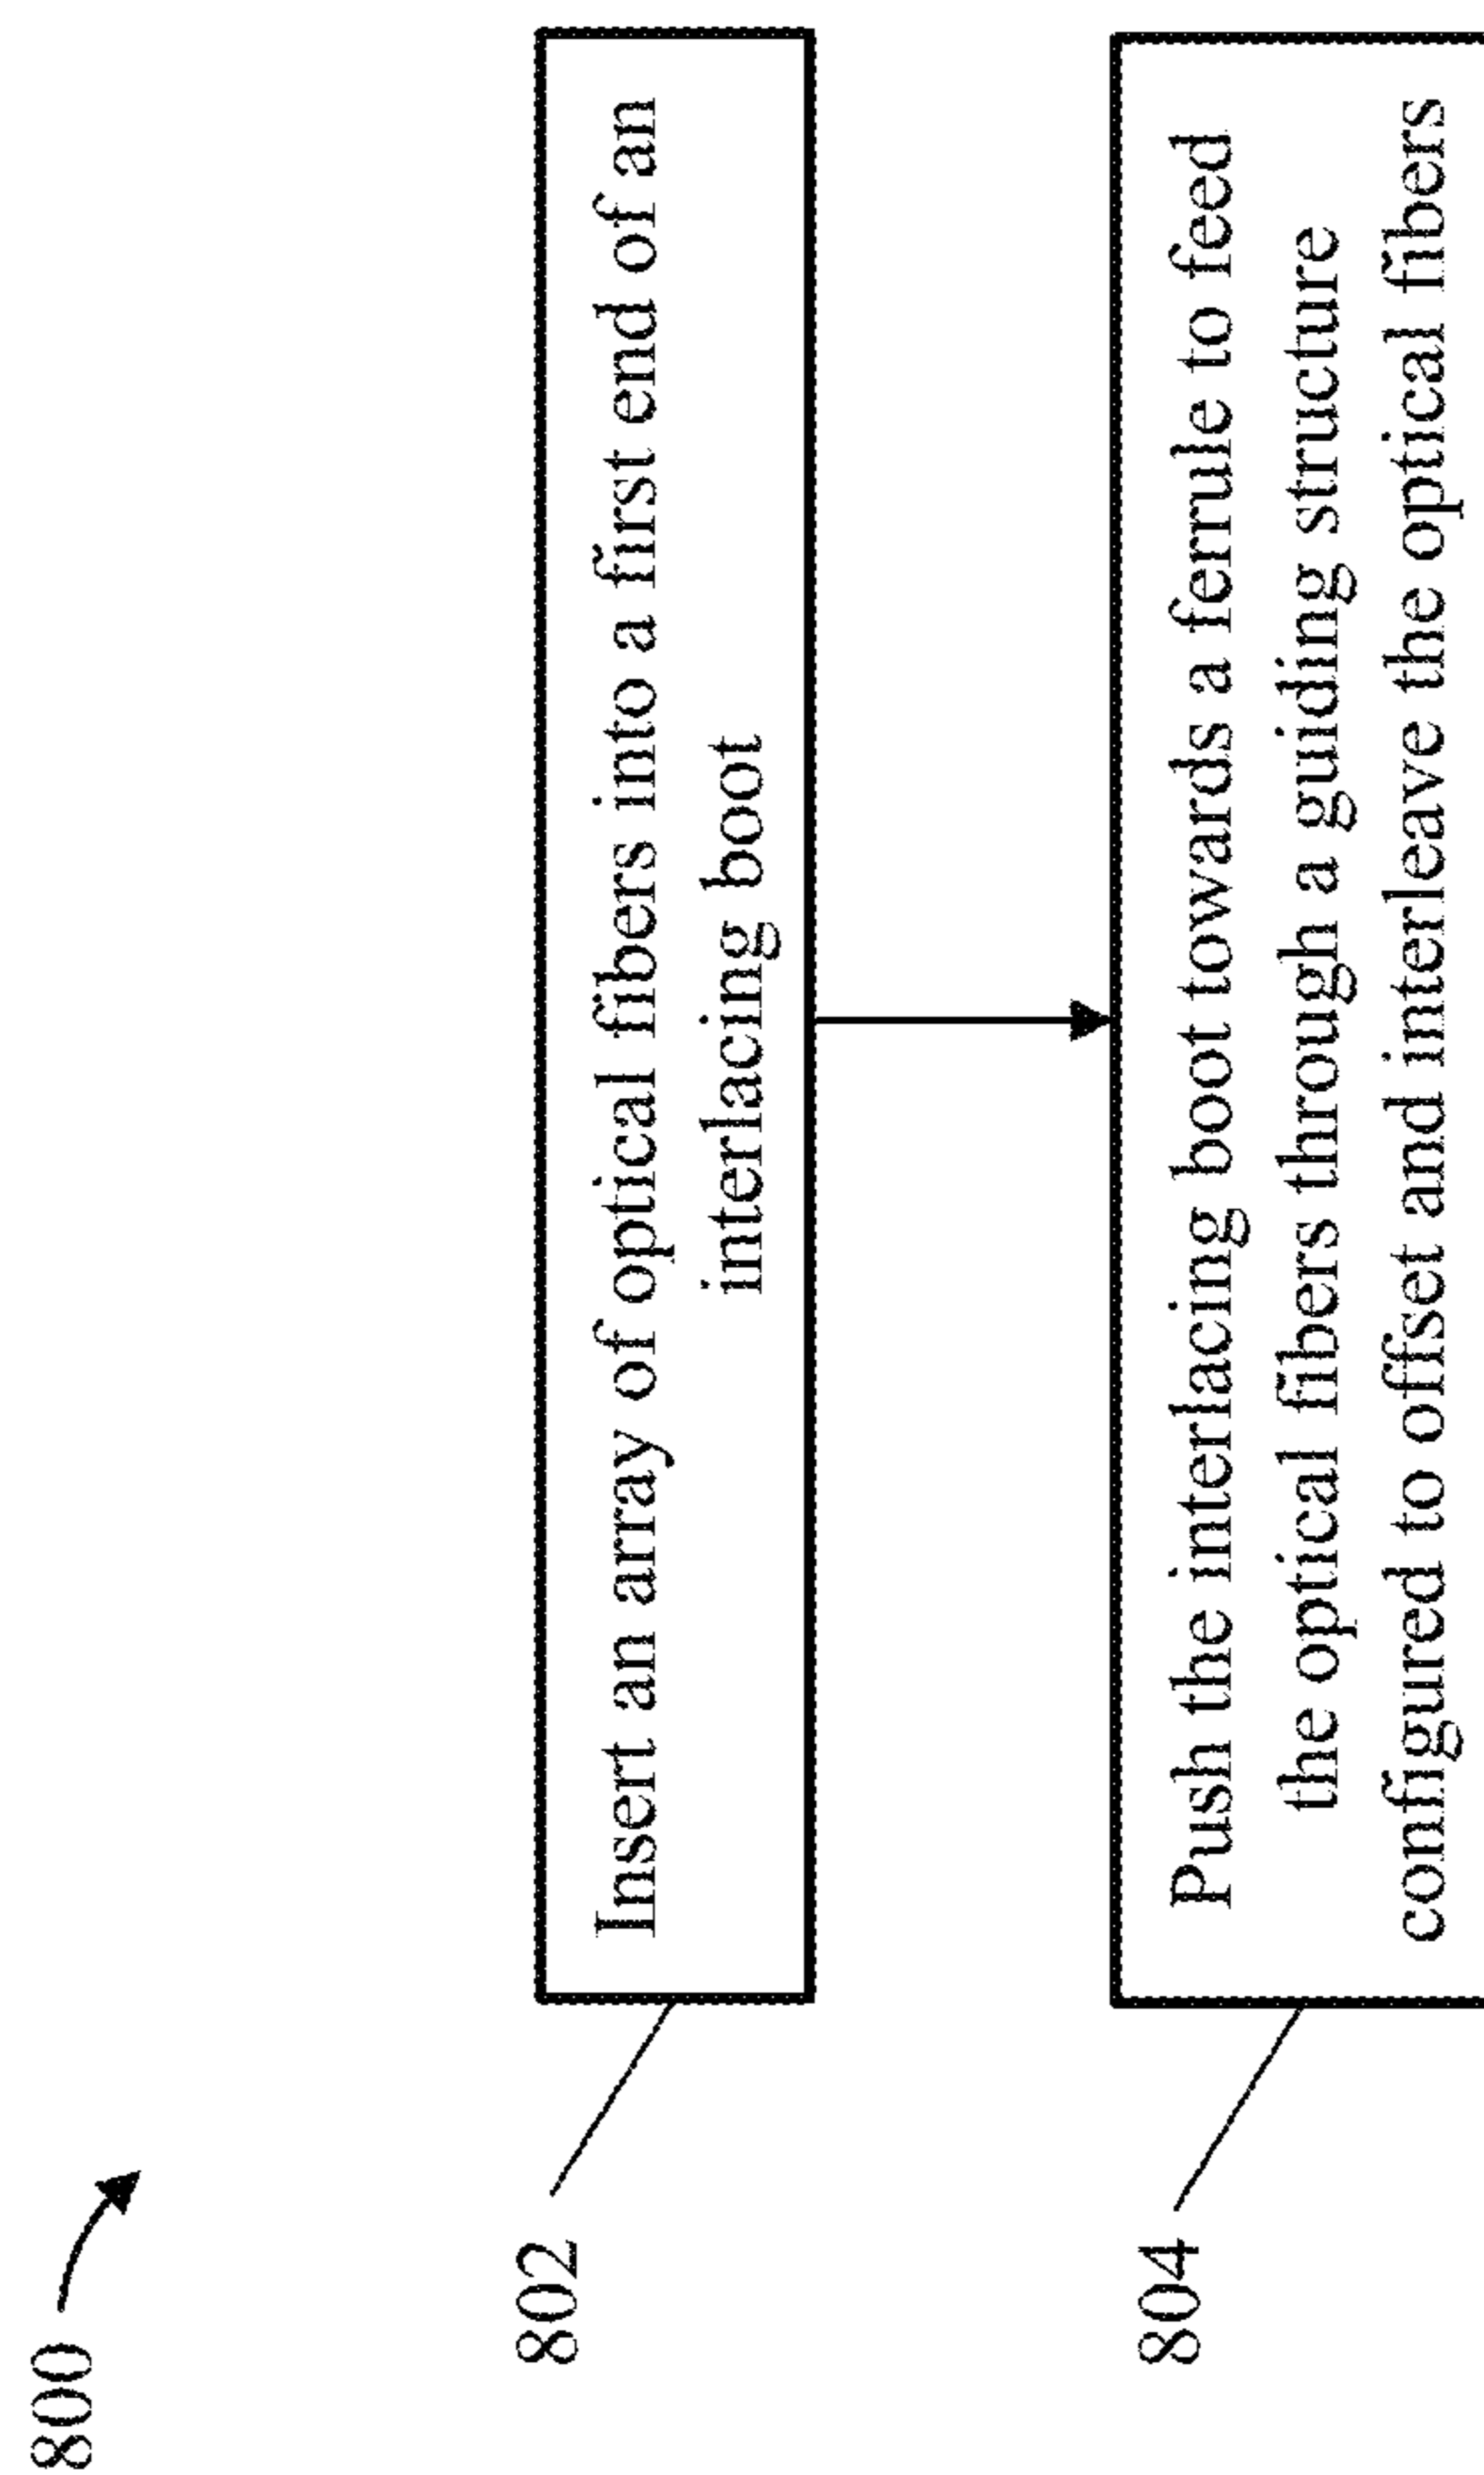 800
802
Insert an array of optical fibers into a first end of an
interlacing boot
804
Push the interlacing boot towards a ferrule to feed
the optical fibers through a guiding structure
configured to offset and interleave the optical fibers